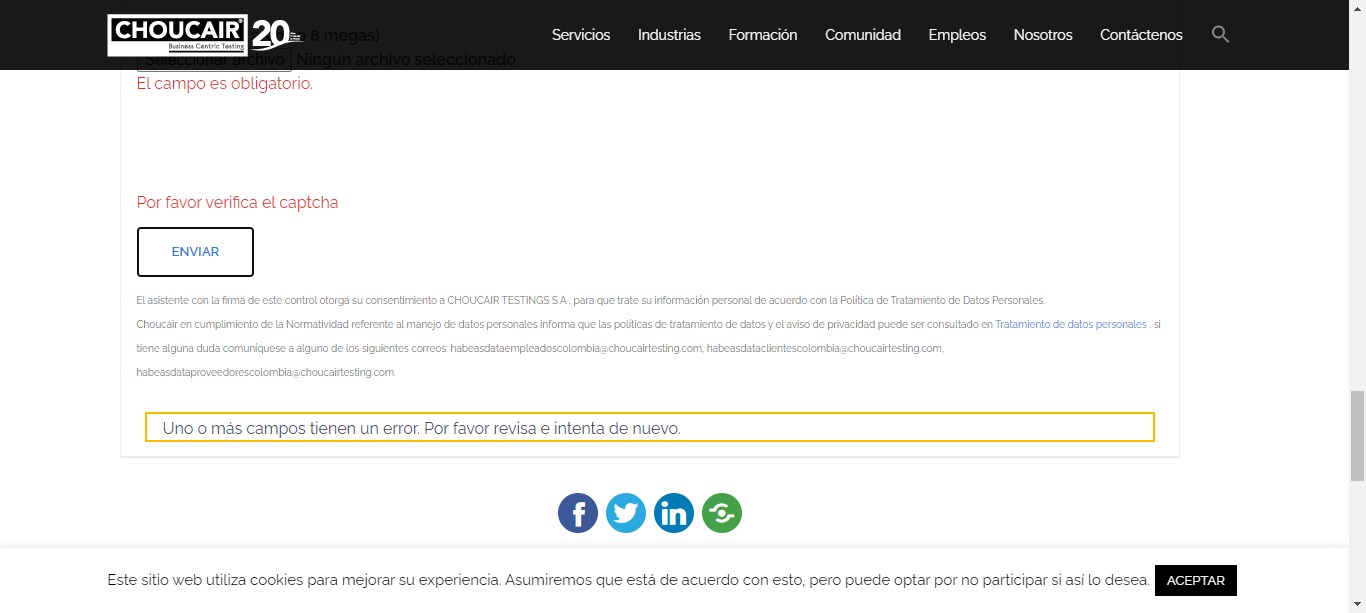 CHOUCAIR
Business Centric Testing
20
Servicios
Industrias
Formación
Comunidad
Empleos
Nosotros
Contáctenos
8 megas)
Seleccionar archivo Ningún archivo seleccionado
El campo es obligatorio.
Por favor verifica el captcha
ENVIAR
El asistente con la firma de este control otorga su consentimiento a CHOUCAIR TESTINGS S.A , para que trate su información personal de acuerdo con la Política de Tratamiento de Datos Personales.
Choucair en cumplimiento de la Normatividad referente al manejo de datos personales informa que las políticas de tratamiento de datos y el aviso de privacidad puede ser consultado en Tratamiento de datos personales . si
tiene alguna duda comuníquese a alguno de los siguientes correos: habeasdataempleadoscolombia@choucairtesting.com, habeasdataclientescolombia@choucairtesting.com,
habeasdataproveedorescolombia@choucairtesting.com.
Uno o más campos tienen un error. Por favor revisa e intenta de nuevo.
Este sitio web utiliza cookies para mejorar su experiencia. Asumiremos que está de acuerdo con esto, pero puede optar por no participar si así lo desea.
ACEPTAR